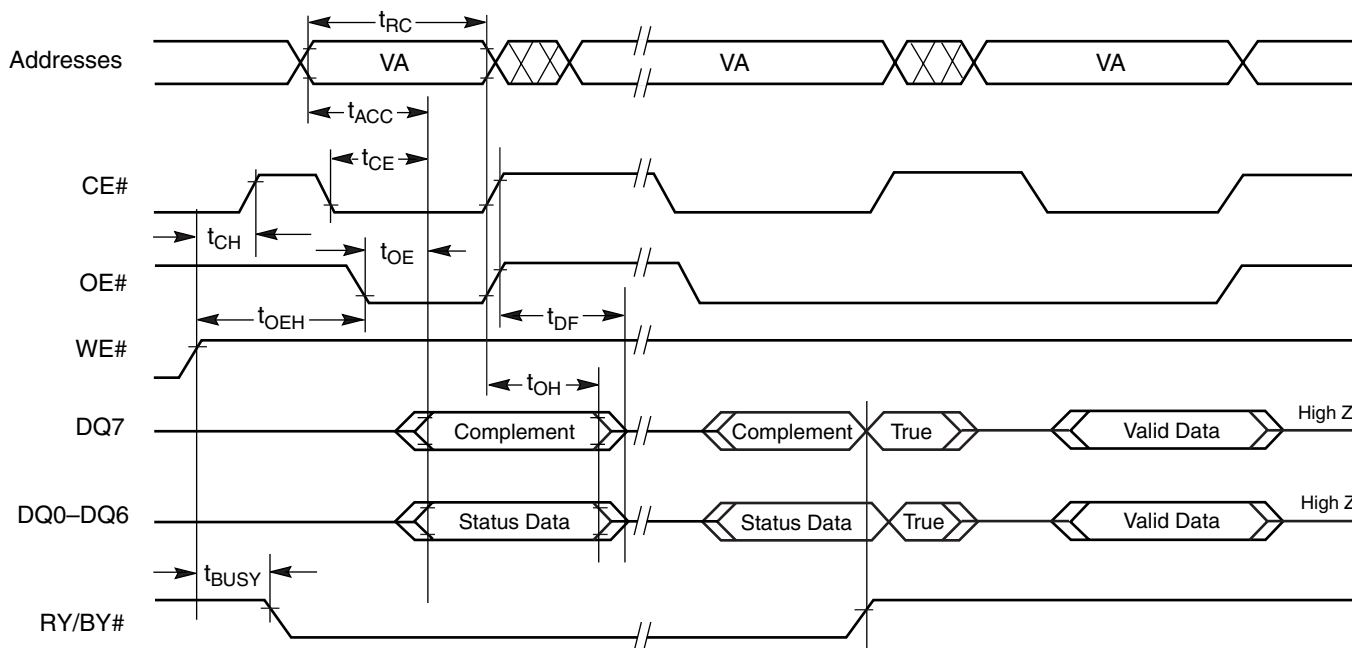 tRC
Addresses VA VA VA
tACC
tCE
CE#
tCH tOE
OE#
tOEH tDF
WE#
tOH
DQ7 Complement Complement True Valid Data High Z
DQ0–DQ6 Status Data Status Data True Valid Data High Z
tBUSY
RY/BY#